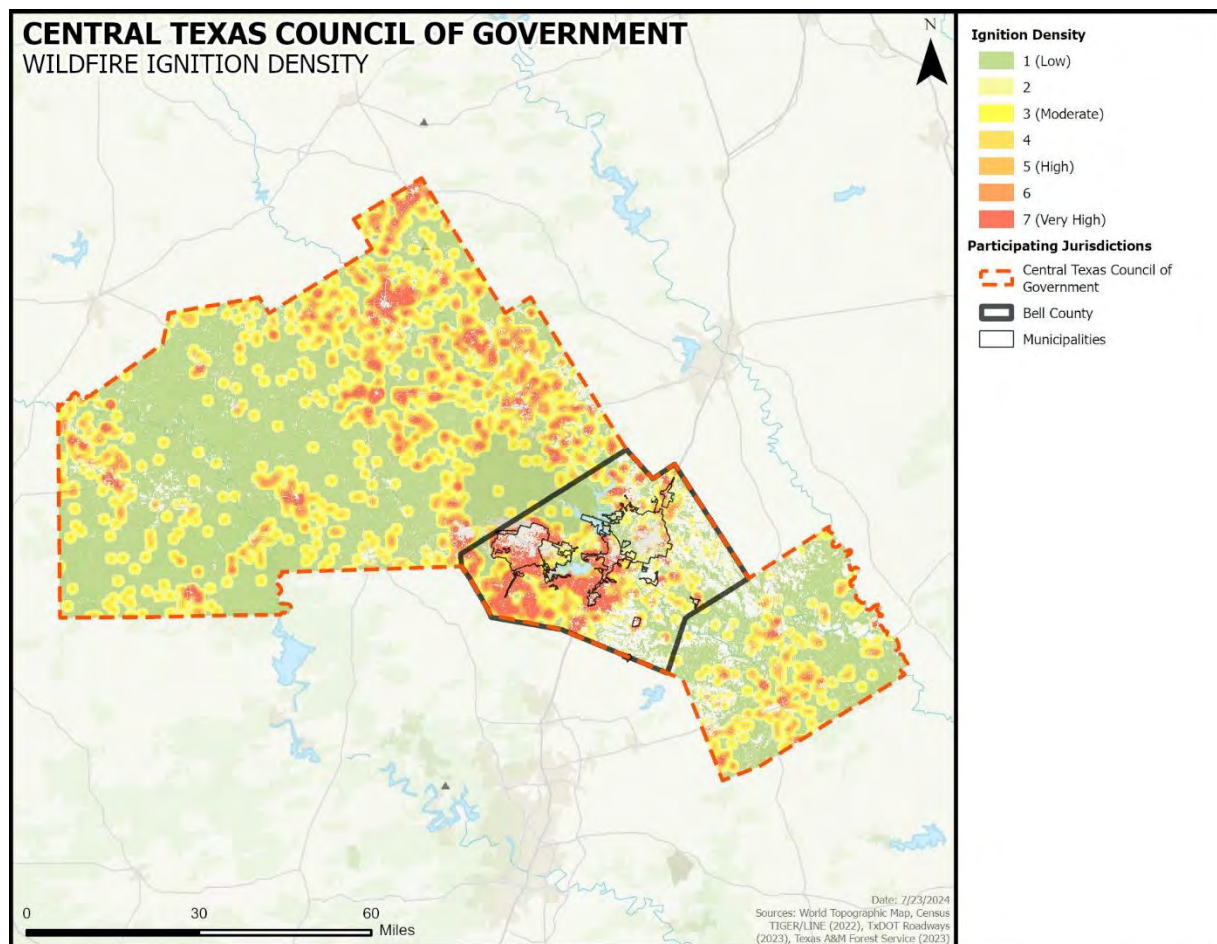 CENTRAL TEXAS COUNCIL OF GOVERNMENT
WILDFIRE IGNITION DENSITY
N
0 30 60
Miles
Date: 7/23/2024
Sources: World Topographic Map, Census
TIGER/LINE (2022), TxDOT Roadways
(2023), Texas A&M Forest Service (2023)
Ignition Density
1 (Low)
2
3 (Moderate)
4
5 (High)
6
7 (Very High)
Participating Jurisdictions
Central Texas Council of
Government
Bell County
Municipalities